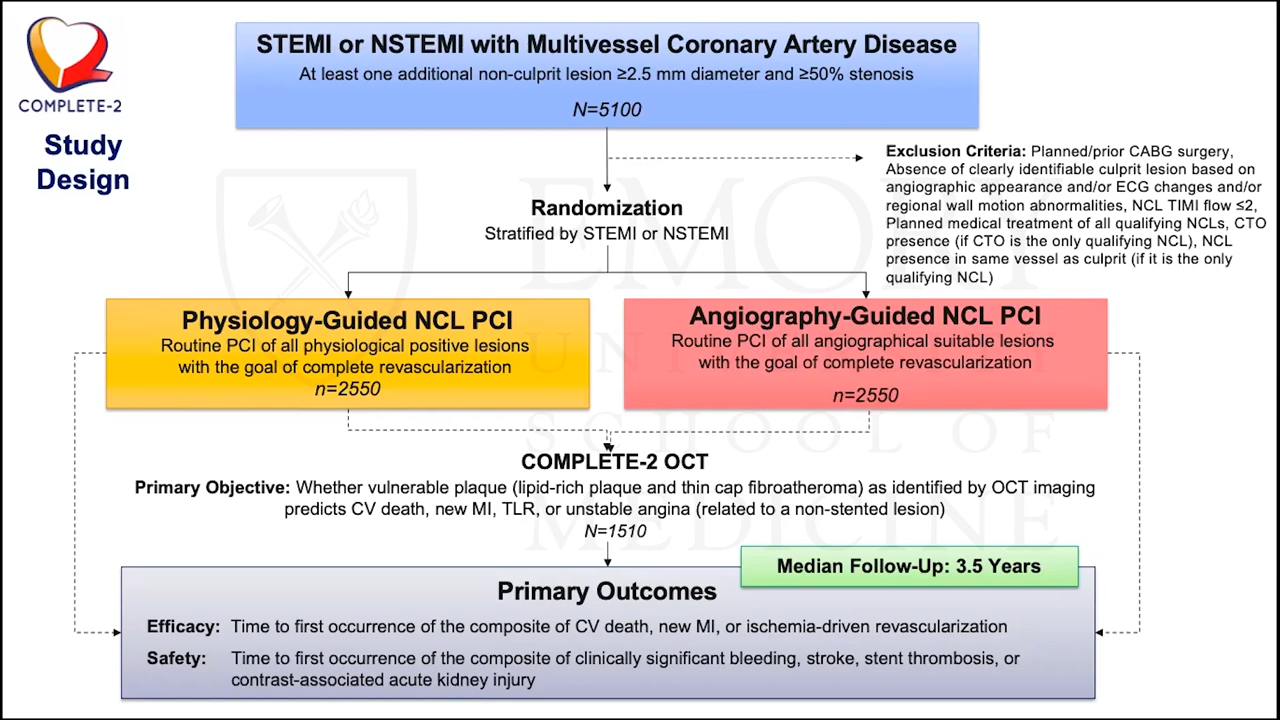 COMPLETE-2
Study
Design
STEMI or NSTEMI with Multivessel Coronary Artery Disease
At least one additional non-culprit lesion ≥2.5 mm diameter and ≥50% stenosis
N=5100
Exclusion Criteria: Planned/prior CABG surgery,
Absence of clearly identifiable culprit lesion based on
angiographic appearance and/or ECG changes and/or
regional wall motion abnormalities, NCL TIMI flow ≤2,
Planned medical treatment of all qualifying NCLs, CTO
presence (if CTO is the only qualifying NCL), NCL
presence in same vessel as culprit (if it is the only
qualifying NCL)
Randomization
Stratified by STEMI or NSTEMI
Physiology-Guided NCL PCI
Routine PCI of all physiological positive lesions
with the goal of complete revascularization
n=2550
Angiography-Guided NCL PCI
Routine PCI of all angiographical suitable lesions
with the goal of complete revascularization
n=2550
COMPLETE-2 OCT
Primary Objective: Whether vulnerable plaque (lipid-rich plaque and thin cap fibroatheroma) as identified by OCT imaging
predicts CV death, new MI, TLR, or unstable angina (related to a non-stented lesion)
N=1510
Median Follow-Up: 3.5 Years
Primary Outcomes
Efficacy: Time to first occurrence of the composite of CV death, new MI, or ischemia-driven revascularization
Safety: Time to first occurrence of the composite of clinically significant bleeding, stroke, stent thrombosis, or
contrast-associated acute kidney injury
EMORY
UNIVERSITY
SCHOOL OF
MEDICINE